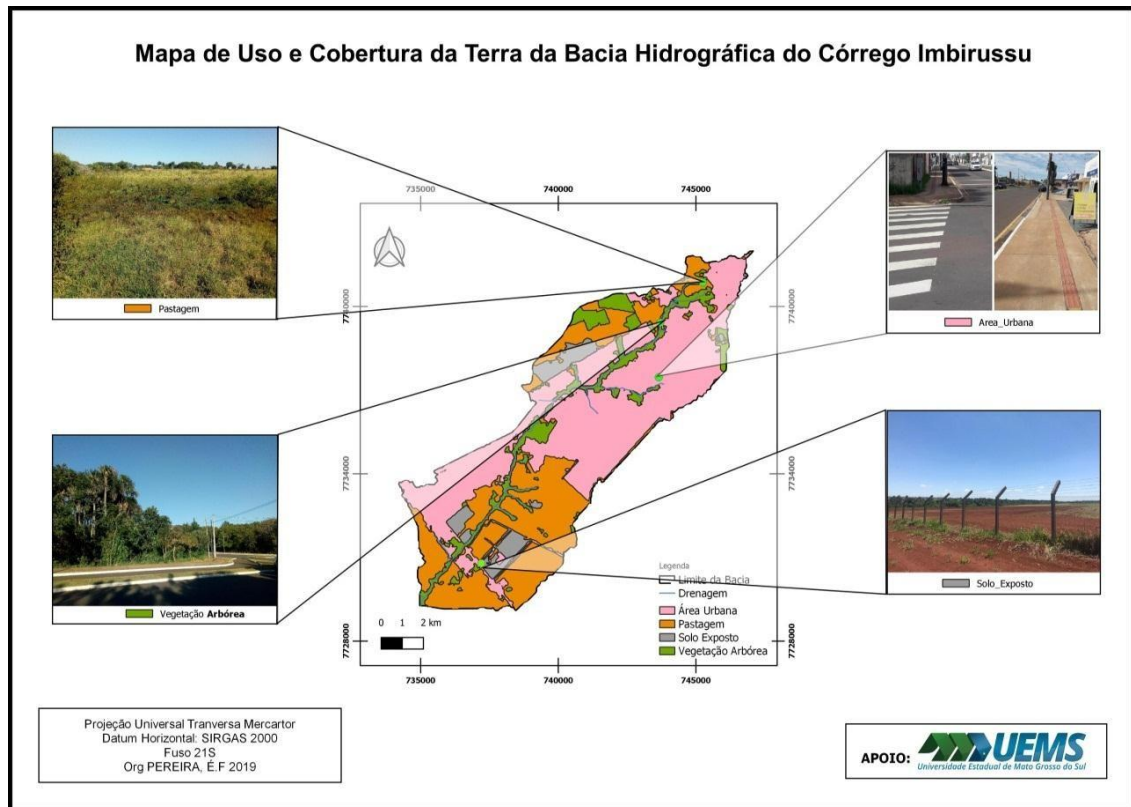 Mapa de Uso e Cobertura da Terra da Bacia Hidrográfica do Córrego Imbirussu
Pastagem
Area_Urbana
Vegetação Arbórea
Solo_Exposto
735000
740000
745000
7740000
7740000
7734000
7734000
7728000
7728000
735000
740000
745000
0 1 2 km
Legenda
Limite da Bacia
Drenagem
Área Urbana
Pastagem
Solo Exposto
Vegetação Arbórea
Projeção Universal Tranversa Mercartor
Datum Horizontal: SIRGAS 2000
Fuso 21S
Org PEREIRA, É.F 2019
APOIO: UEMS
Universidade Estadual de Mato Grosso do Sul